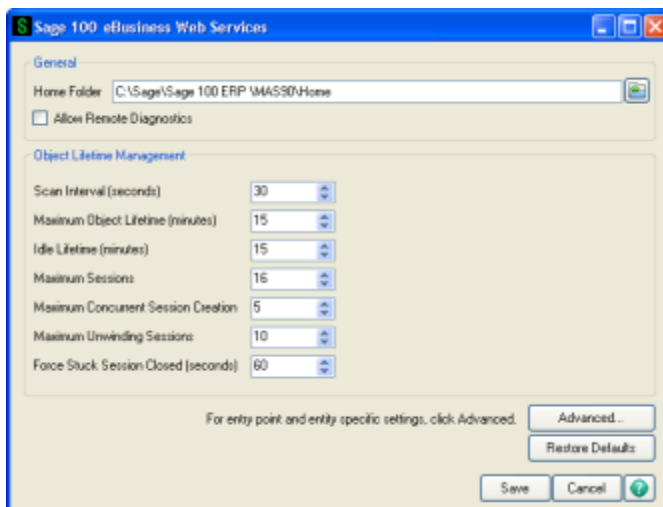 Sage 100 eBusiness Web Services
General
Home Folder C:\Sage\Sage 100 ERP \MAS90\Home
Allow Remote Diagnostics
Object Lifetime Management
Scan Interval (seconds) 30
Maximum Object Lifetime (minutes) 15
Idle Lifetime (minutes) 15
Maximum Sessions 16
Maximum Concurrent Session Creation 5
Maximum Unwinding Sessions 10
Force Stuck Session Closed (seconds) 60
For entry point and entity specific settings, click Advanced. Advanced...
Restore Defaults
Save Cancel ?